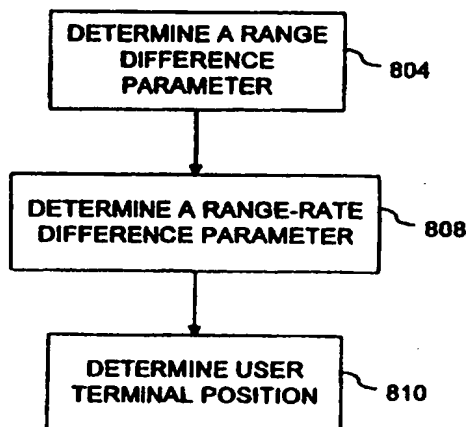 DETERMINE A RANGE
DIFFERENCE
PARAMETER
804
DETERMINE A RANGE-RATE
DIFFERENCE PARAMETER
808
DETERMINE USER
TERMINAL POSITION
810